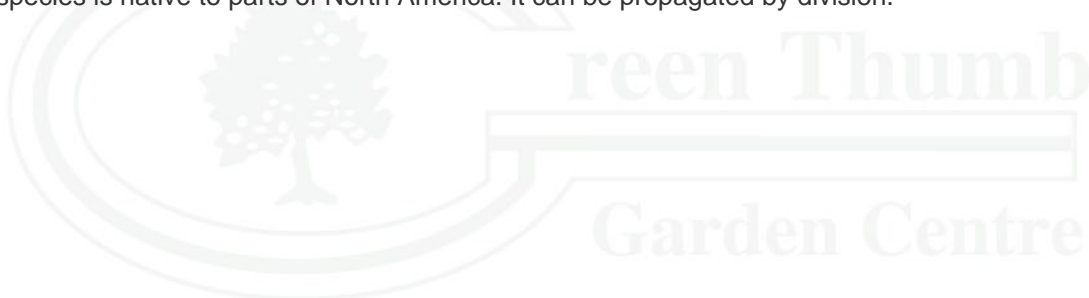 species is native to parts of North America. It can be propagated by division.
reen Thumb
Garden Centre